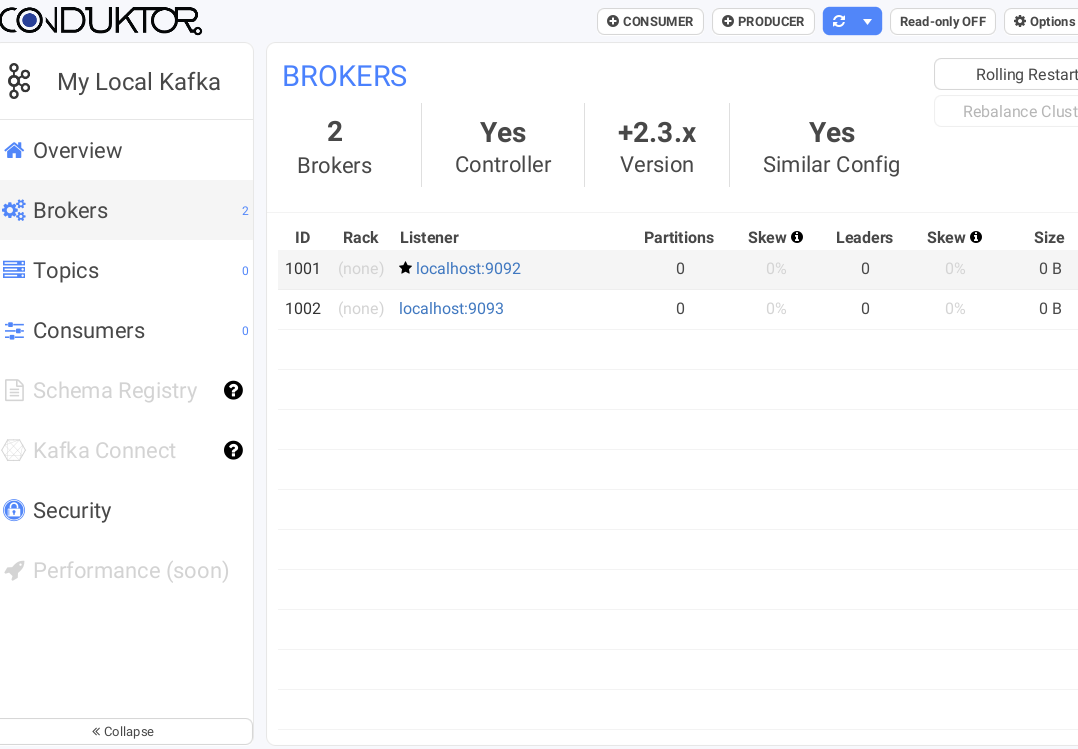 CONDUKTOR
CONSUMER PRODUCER Read-only OFF Options
My Local Kafka
Overview
Brokers 2
Topics 0
Consumers 0
Schema Registry ?
Kafka Connect ?
Security
Performance (soon)
Collapse
BROKERS
Rolling Restart
Rebalance Clust
2 Yes +2.3.x Yes
Brokers Controller Version Similar Config
ID Rack Listener Partitions Skew Leaders Skew Size
1001 (none) localhost:9092 0 0% 0 0% 0 B
1002 (none) localhost:9093 0 0% 0 0% 0 B